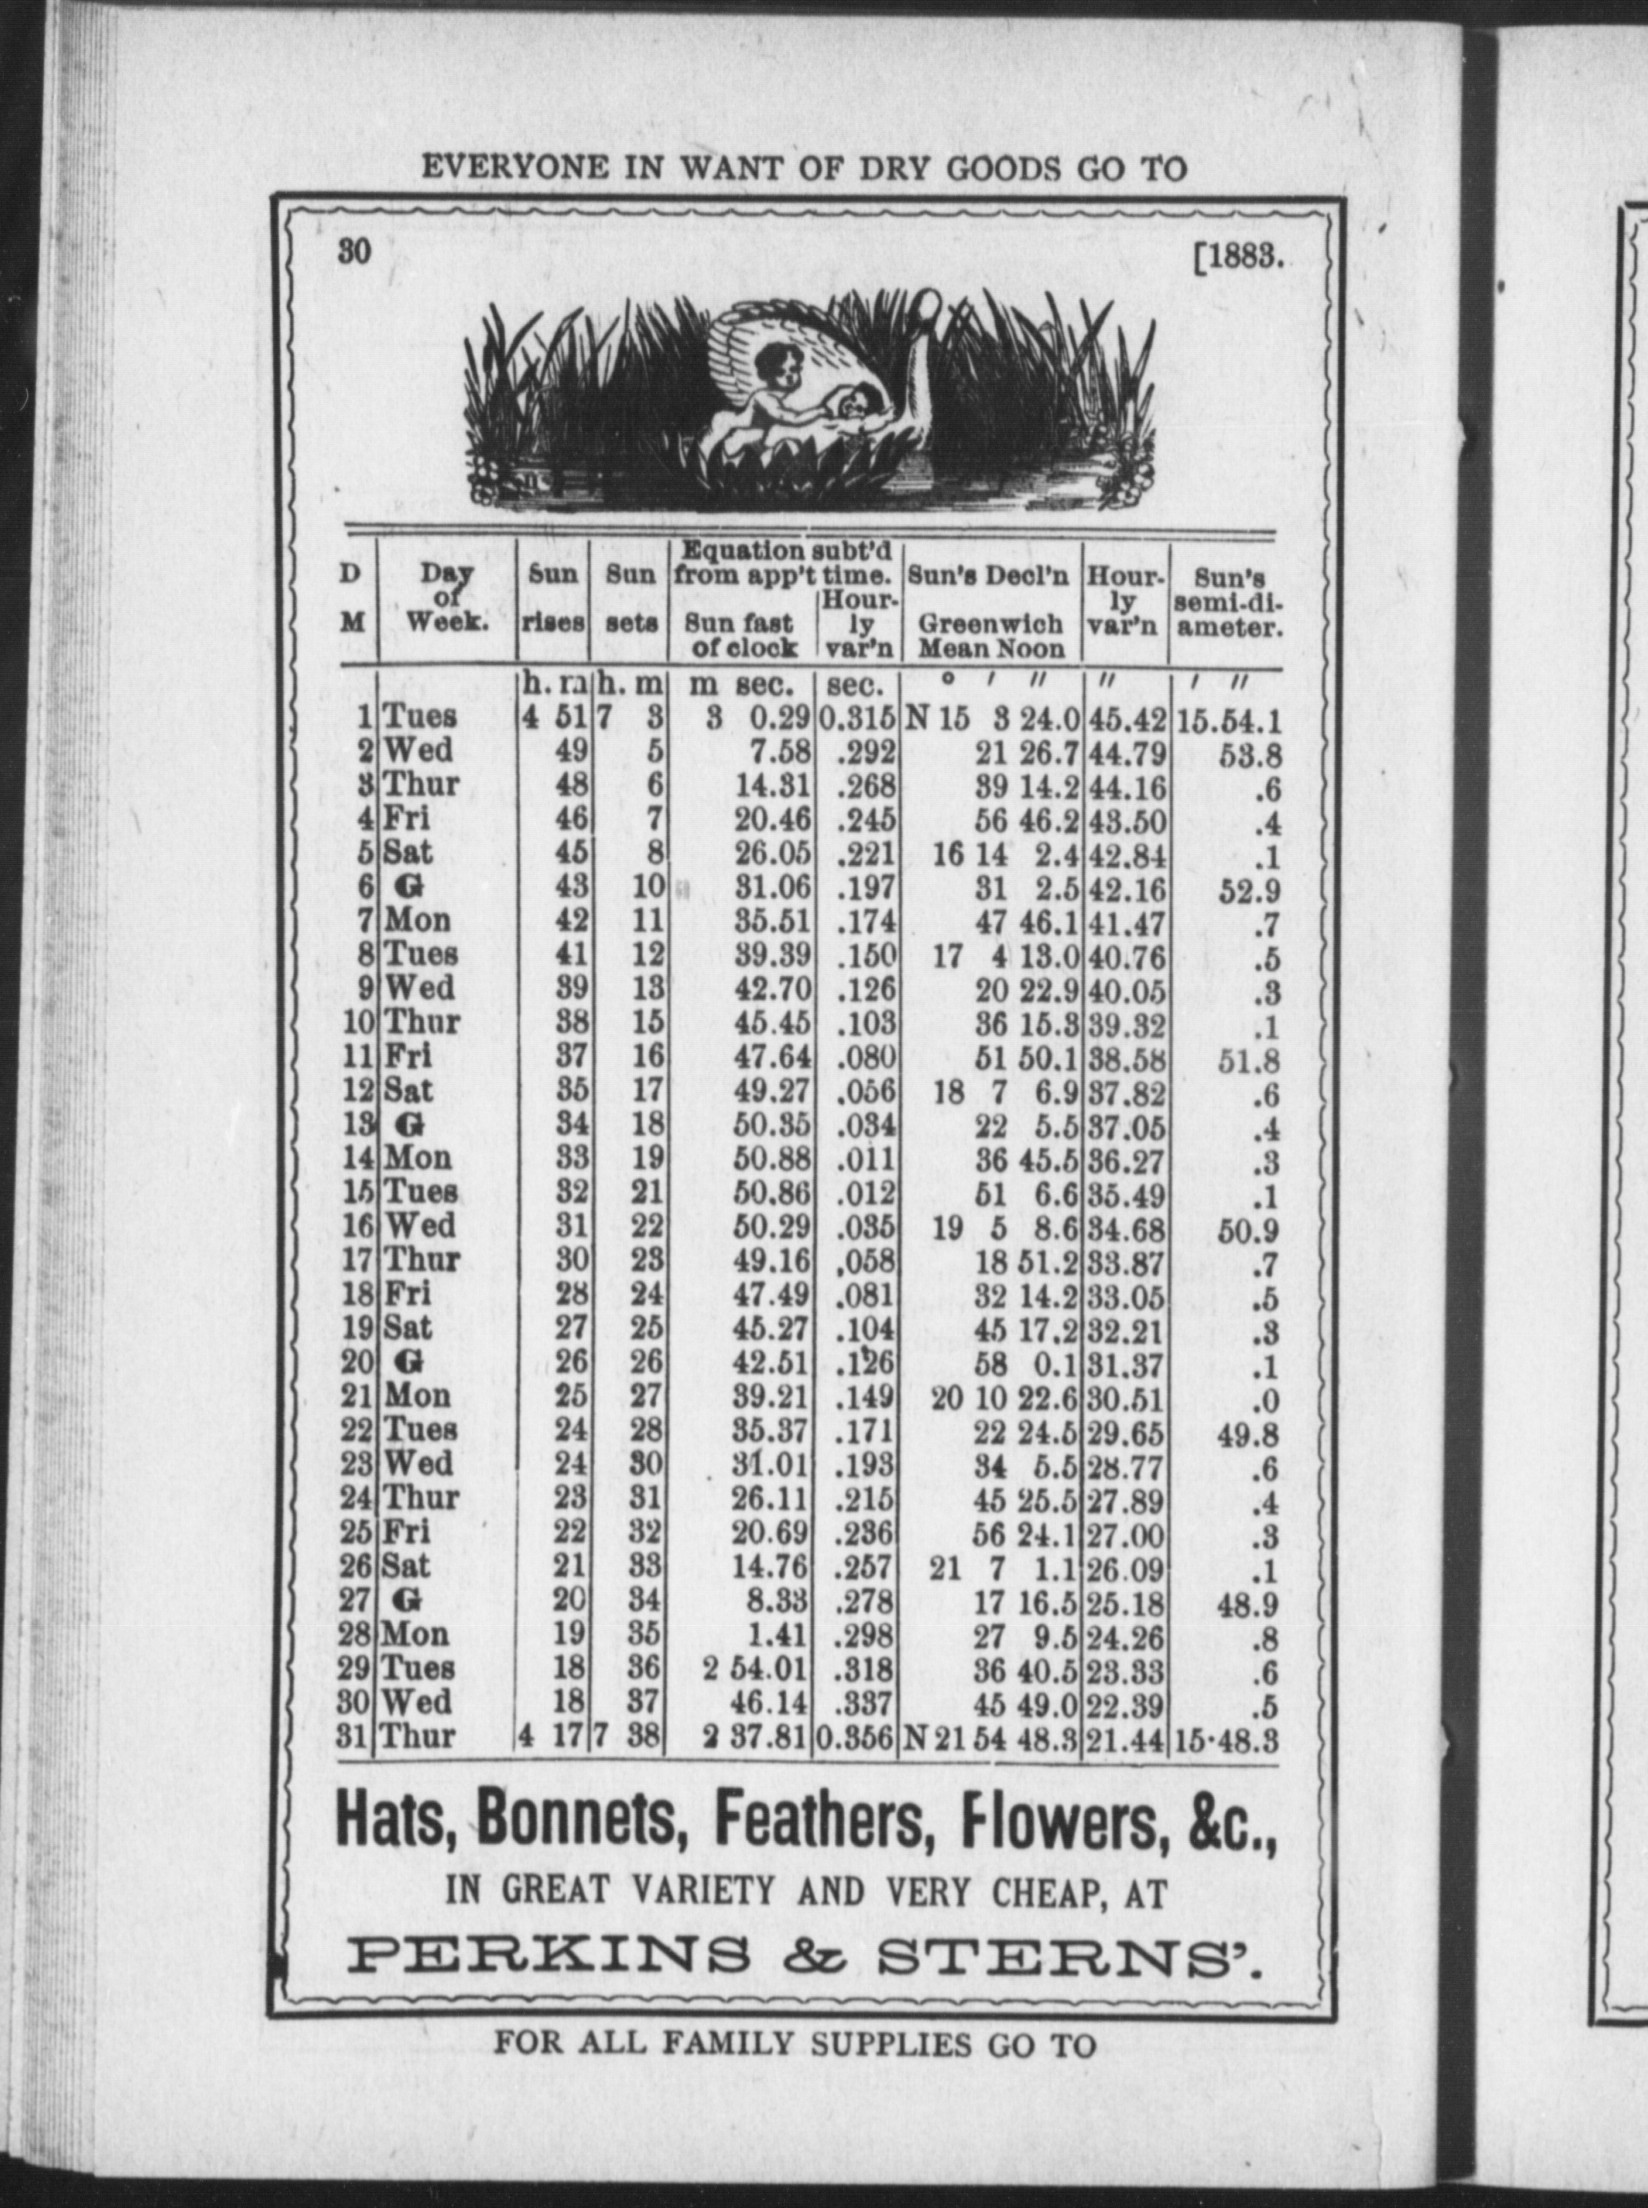 EVERYONE IN WANT OF DRY GOODS GO TO
30 [1883.
D M Day of Week. Sun rises Sun sets Equation subt'd from app't time. Sun fast of clock Hour-ly var'n Sun's Decl'n Greenwich Mean Noon Hour-ly var'n Sun's semi-di-ameter.
h. m h. m m sec. sec. ° ′ ″ ″ ′ ″
1 Tues 4 51 7 3 3 0.29 0.315 N 15 3 24.0 45.42 15.54.1
2 Wed 49 5 7.58 .292 21 26.7 44.79 53.8
3 Thur 48 6 14.31 .268 39 14.2 44.16 .6
4 Fri 46 7 20.46 .245 56 46.2 43.50 .4
5 Sat 45 8 26.05 .221 16 14 2.4 42.84 .1
6 G 43 10 31.06 .197 31 2.5 42.16 52.9
7 Mon 42 11 35.51 .174 47 46.1 41.47 .7
8 Tues 41 12 39.39 .150 17 4 13.0 40.76 .5
9 Wed 39 13 42.70 .126 20 22.9 40.05 .3
10 Thur 38 15 45.45 .103 36 15.3 39.32 .1
11 Fri 37 16 47.64 .080 51 50.1 38.58 51.8
12 Sat 35 17 49.27 .056 18 7 6.9 37.82 .6
13 G 34 18 50.35 .034 22 5.5 37.05 .4
14 Mon 33 19 50.88 .011 36 45.5 36.27 .3
15 Tues 32 21 50.86 .012 51 6.6 35.49 .1
16 Wed 31 22 50.29 .035 19 5 8.6 34.68 50.9
17 Thur 30 23 49.16 ,058 18 51.2 33.87 .7
18 Fri 28 24 47.49 .081 32 14.2 33.05 .5
19 Sat 27 25 45.27 .104 45 17.2 32.21 .3
20 G 26 26 42.51 .126 58 0.1 31.37 .1
21 Mon 25 27 39.21 .149 20 10 22.6 30.51 .0
22 Tues 24 28 35.37 .171 22 24.5 29.65 49.8
23 Wed 24 30 31.01 .193 34 5.5 28.77 .6
24 Thur 23 31 26.11 .215 45 25.5 27.89 .4
25 Fri 22 32 20.69 .236 56 24.1 27.00 .3
26 Sat 21 33 14.76 .257 21 7 1.1 26.09 .1
27 G 20 34 8.33 .278 17 16.5 25.18 48.9
28 Mon 19 35 1.41 .298 27 9.5 24.26 .8
29 Tues 18 36 2 54.01 .318 36 40.5 23.33 .6
30 Wed 18 37 46.14 .337 45 49.0 22.39 .5
31 Thur 4 17 7 38 2 37.81 0.356 N 21 54 48.3 21.44 15·48.3
Hats, Bonnets, Feathers, Flowers, &c.,
IN GREAT VARIETY AND VERY CHEAP, AT
PERKINS & STERNS'.
FOR ALL FAMILY SUPPLIES GO TO